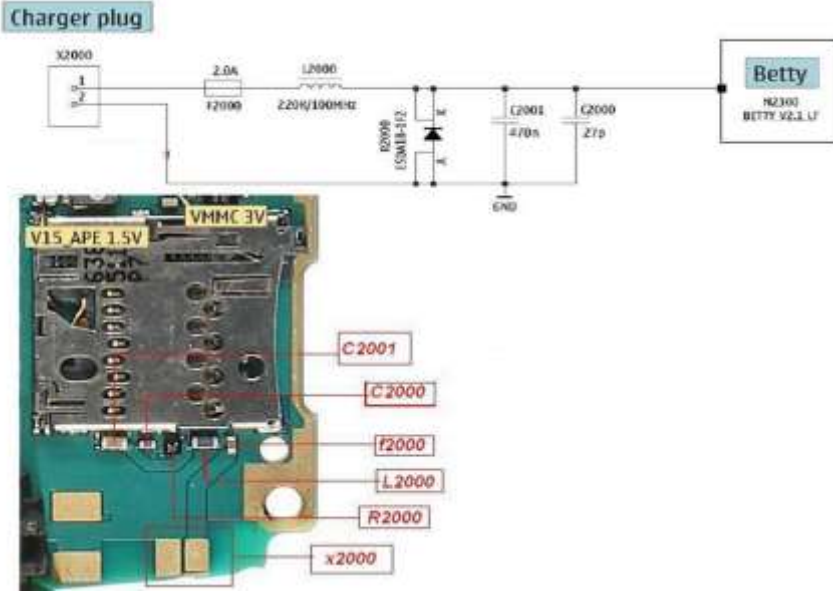 Charger plug
X2000
1
2
2.0A
F2000
L2000
220R/100MHz
R2000
K
A
C2001
470n
C2000
27p
GND
Betty
N2300
BETTY V2.1 LF
VMMC 3V
V15_APE 1.5V
C2001
C2000
f2000
L2000
R2000
x2000